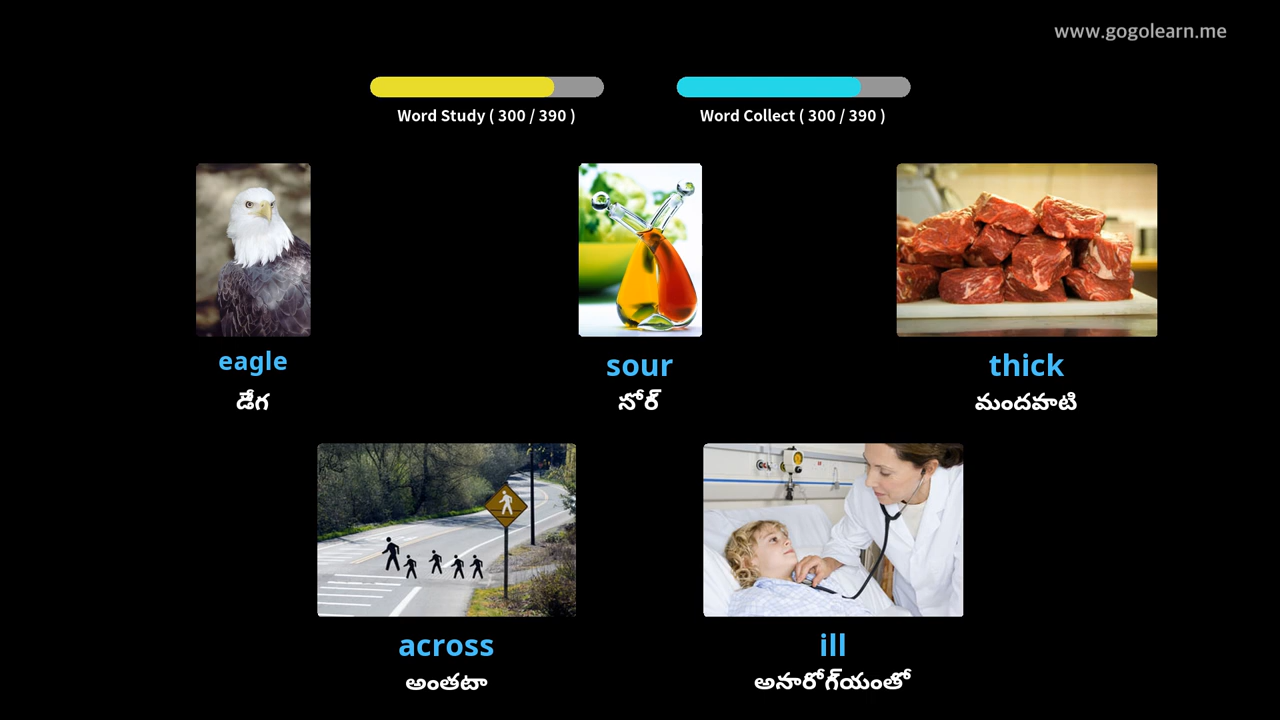 www.gogolearn.me
Word Study ( 300 / 390 )
Word Collect ( 300 / 390 )
eagle
డేగ
sour
సోర్
thick
మందపాటి
across
అంతటా
ill
అనారోగ్యంతో